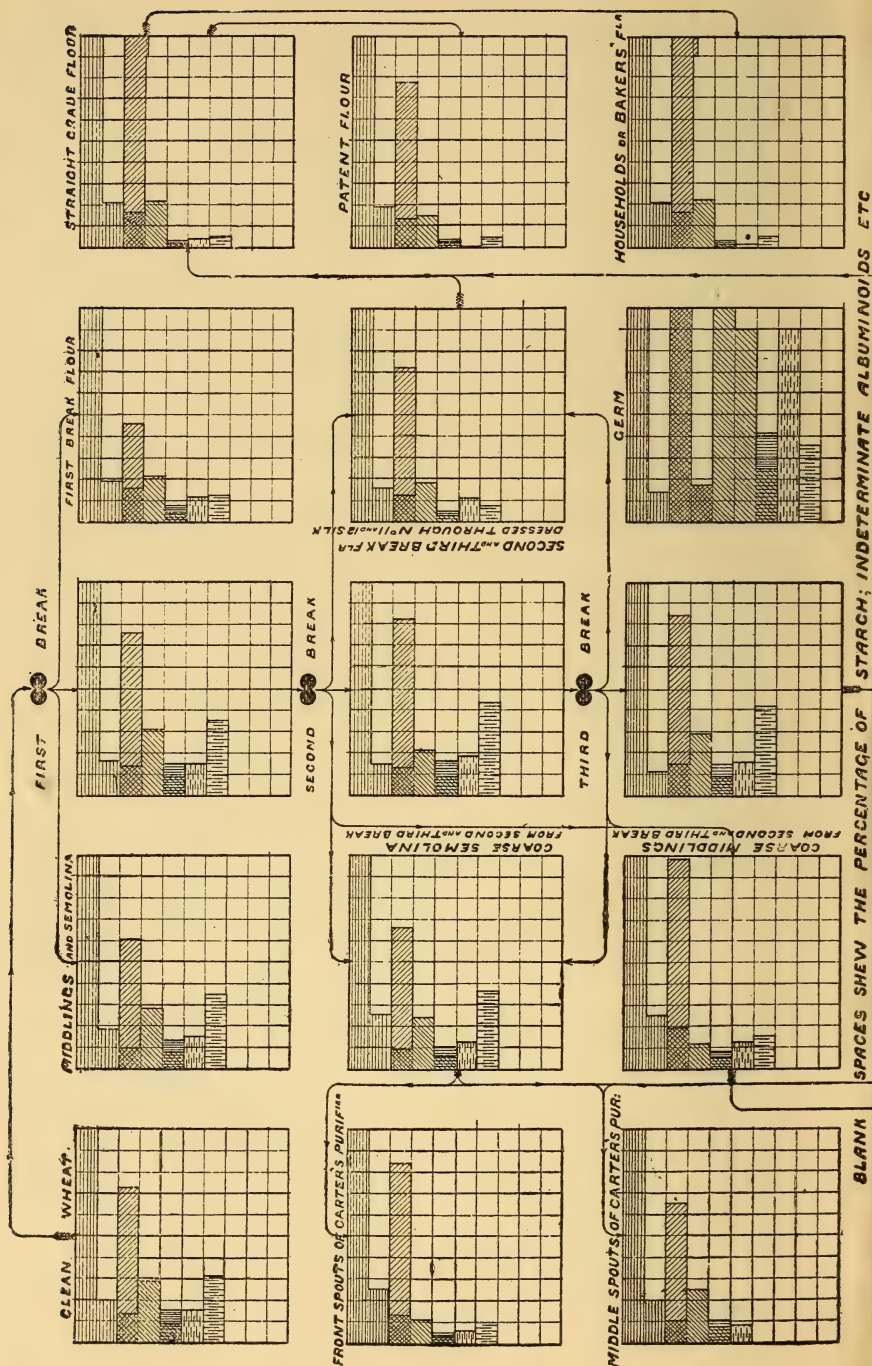 CLEAN WHEAT.
MIDDLINGS AND SEMOLINA
FIRST BREAK
FIRST BREAK FLOUR
STRAIGHT GRADE FLOUR
FRONT SPOUTS OF CARTER'S PURIFIER
COARSE SEMOLINA
FROM SECOND AND THIRD BREAK
SECOND BREAK
SECOND AND THIRD BREAK FLR
DRESSED THROUGH No 11 AND 12 SILK
PATENT FLOUR
MIDDLE SPOUTS OF CARTERS PUR:
COARSE MIDDLINGS
FROM SECOND AND THIRD BREAK
THIRD BREAK
GERM
HOUSEHOLDS OR BAKERS' FLR
BLANK SPACES SHEW THE PERCENTAGE OF STARCH; INDETERMINATE ALBUMINOIDS ETC